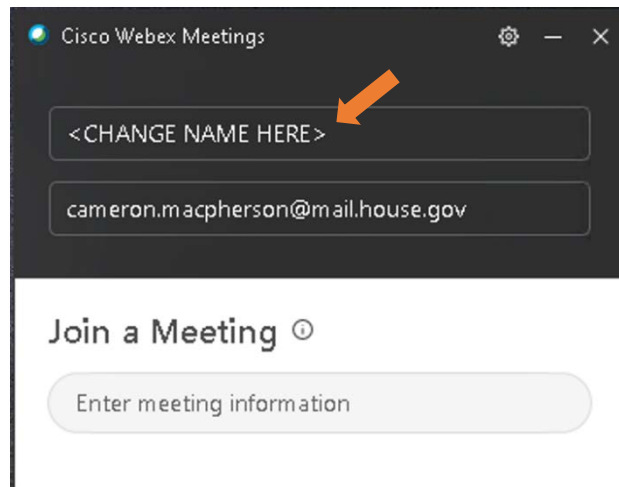 Cisco Webex Meetings
<CHANGE NAME HERE>
cameron.macpherson@mail.house.gov
Join a Meeting
Enter meeting information